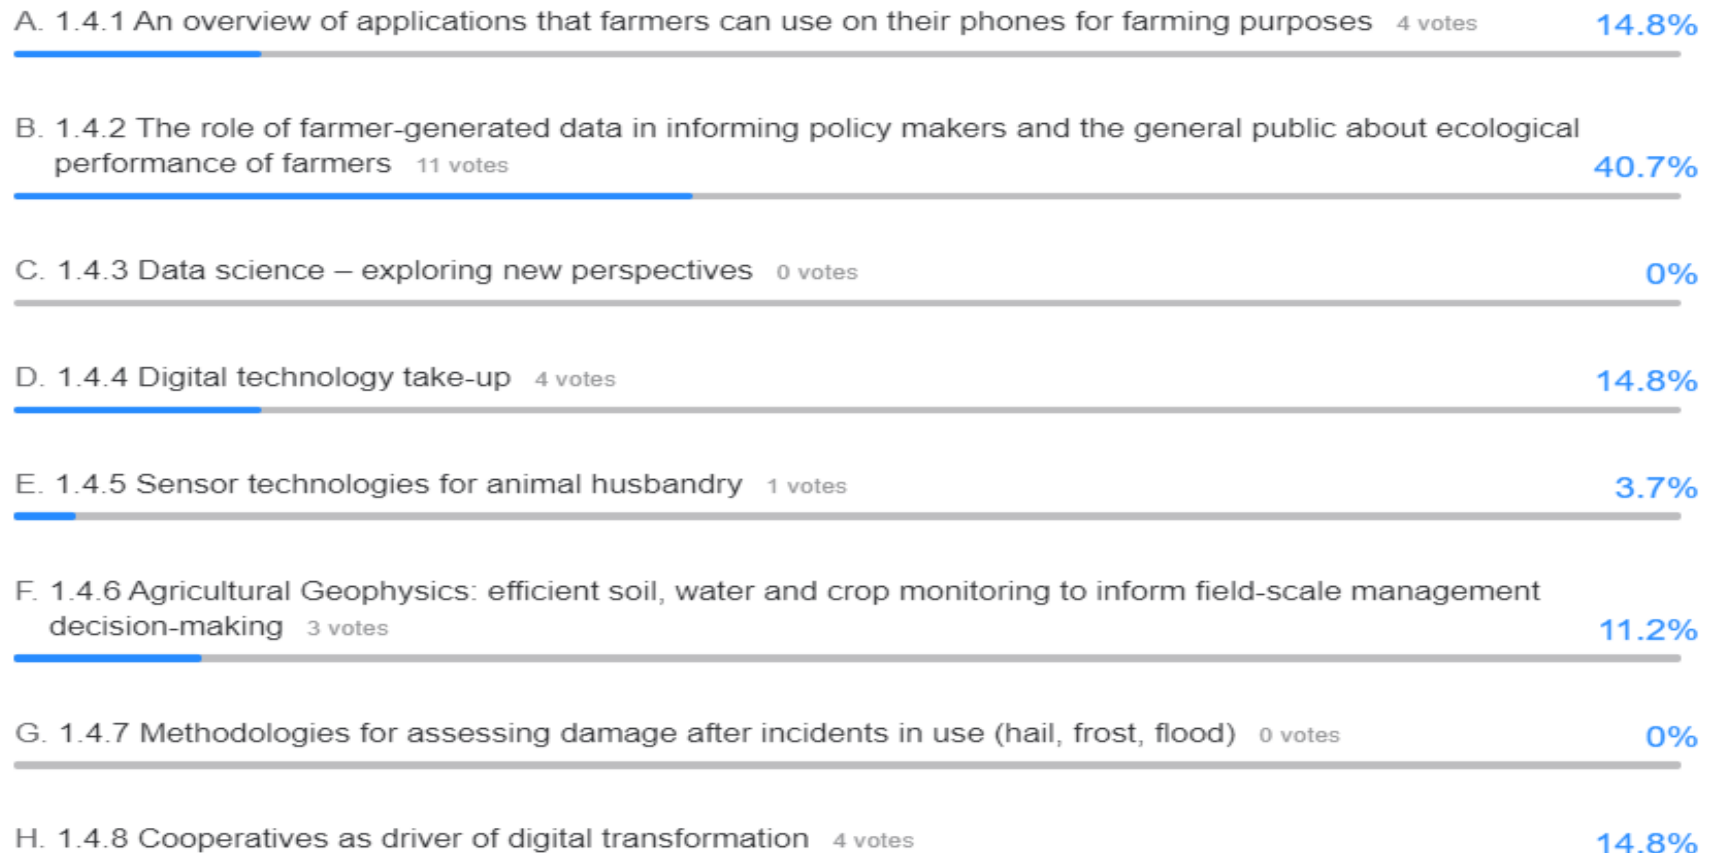 A. 1.4.1 An overview of applications that farmers can use on their phones for farming purposes 4 votes 14.8%
B. 1.4.2 The role of farmer-generated data in informing policy makers and the general public about ecological
performance of farmers 11 votes 40.7%
C. 1.4.3 Data science – exploring new perspectives 0 votes 0%
D. 1.4.4 Digital technology take-up 4 votes 14.8%
E. 1.4.5 Sensor technologies for animal husbandry 1 votes 3.7%
F. 1.4.6 Agricultural Geophysics: efficient soil, water and crop monitoring to inform field-scale management
decision-making 3 votes 11.2%
G. 1.4.7 Methodologies for assessing damage after incidents in use (hail, frost, flood) 0 votes 0%
H. 1.4.8 Cooperatives as driver of digital transformation 4 votes 14.8%